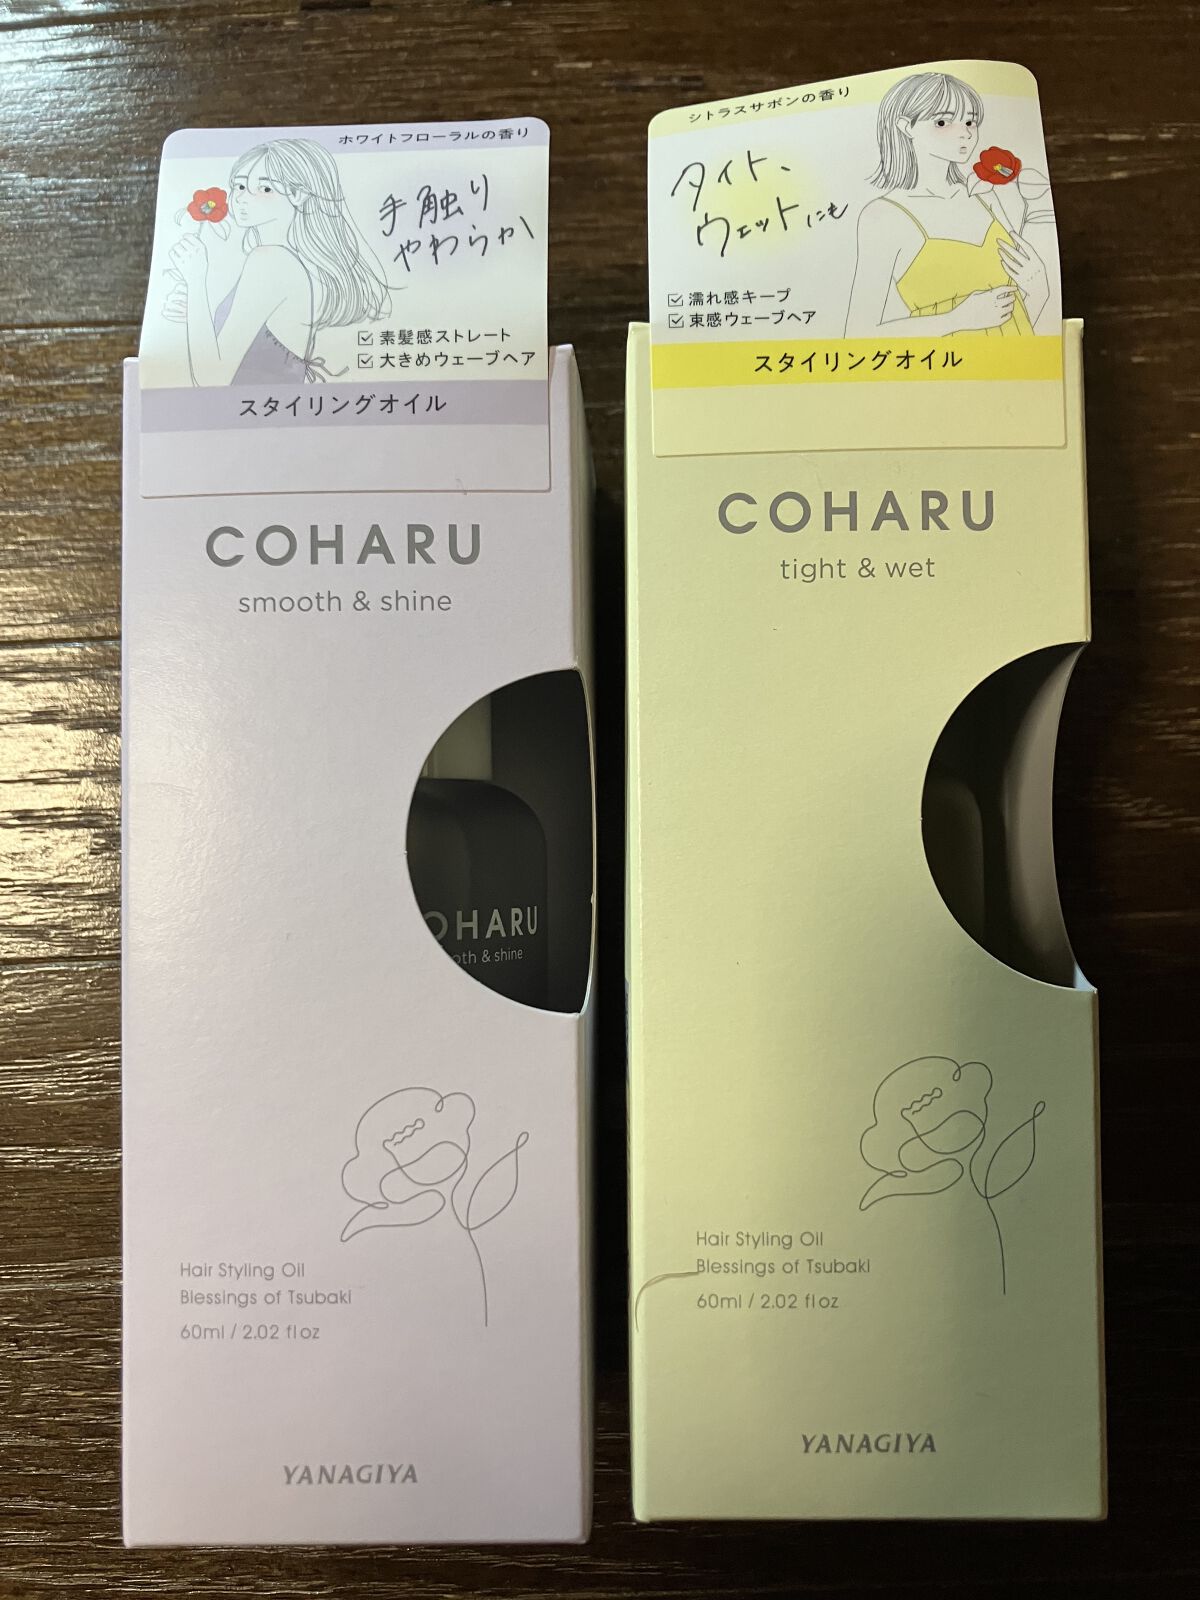 ホワイトフローラルの香り
手触り
やわらか
☑ 素髪感ストレート
☑ 大きめウェーブヘア
スタイリングオイル
COHARU
smooth & shine
OHARU
oth & shine
Hair Styling Oil
Blessings of Tsubaki
60ml / 2.02 fl oz
YANAGIYA
シトラスサボンの香り
タイト、
ウェットにも
☑ 濡れ感キープ
☑ 束感ウェーブヘア
スタイリングオイル
COHARU
tight & wet
Hair Styling Oil
Blessings of Tsubaki
60ml / 2.02 fl oz
YANAGIYA